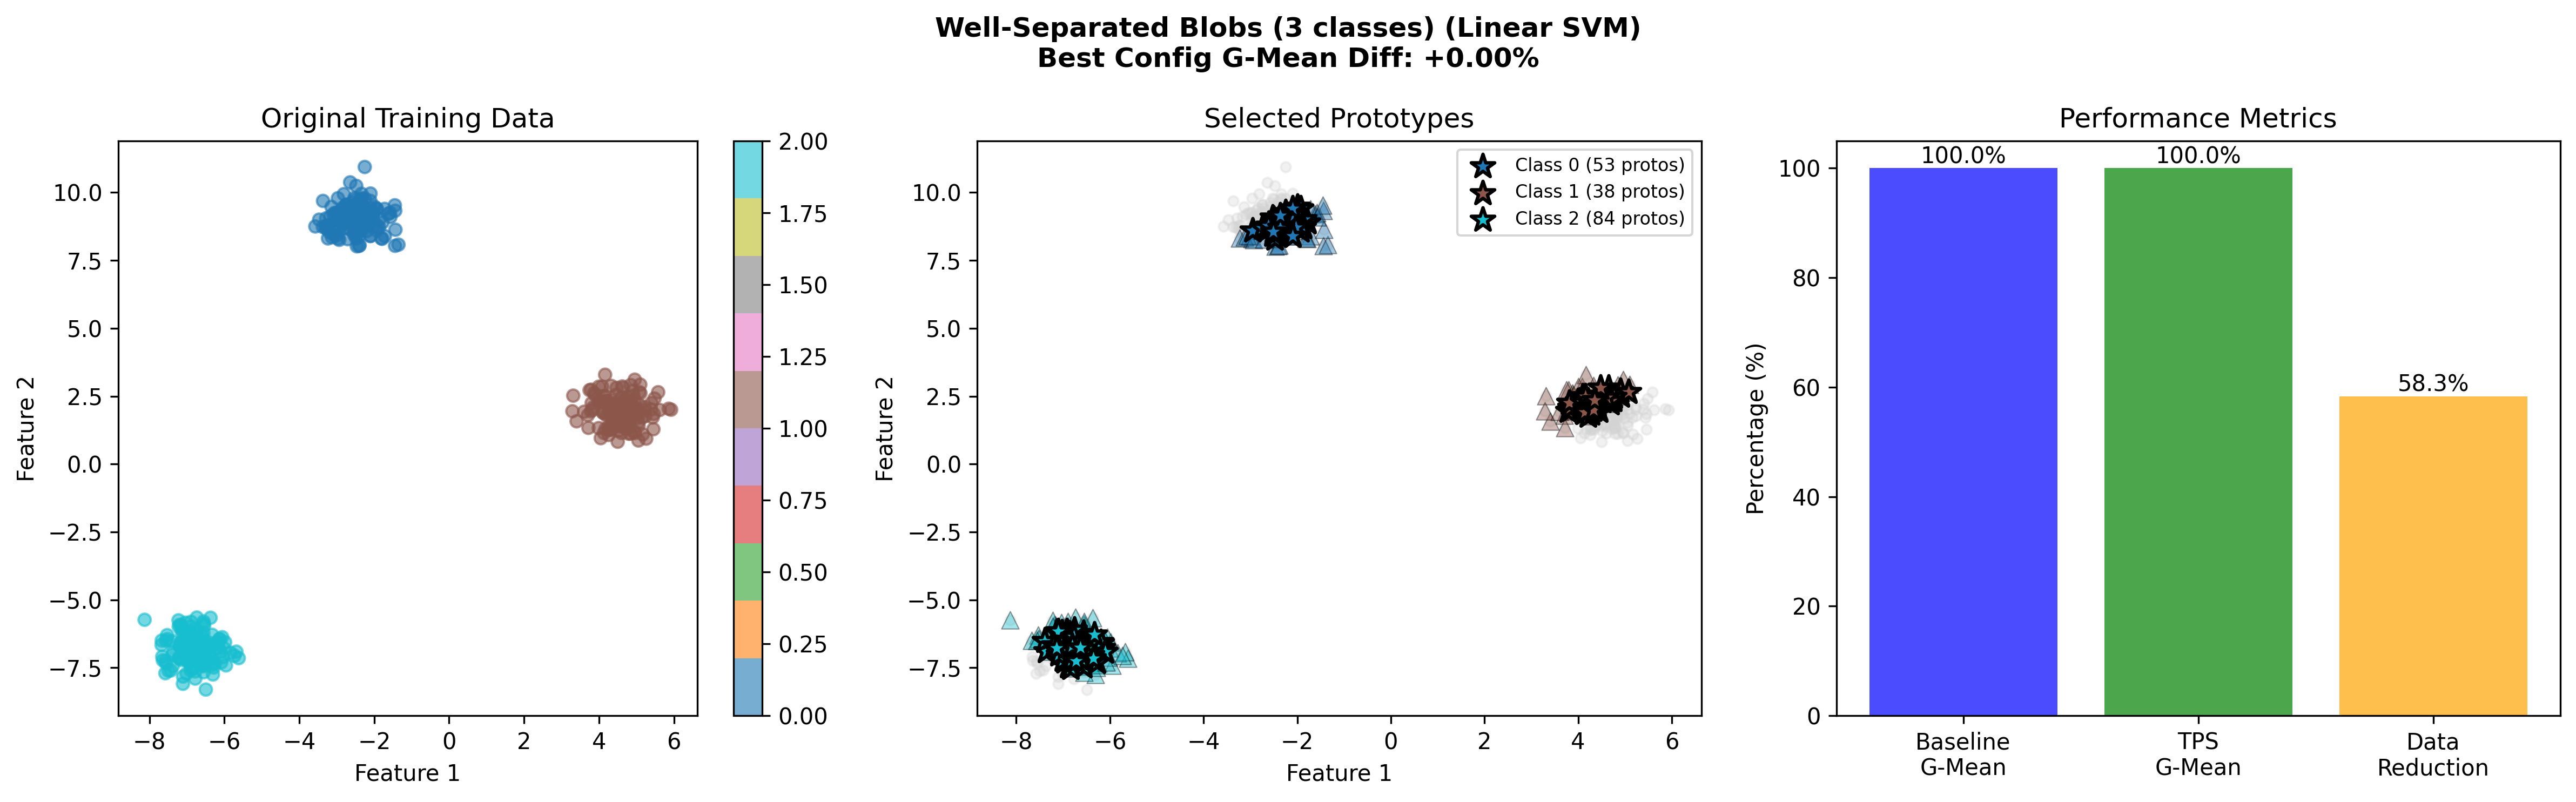 Well-Separated Blobs (3 classes) (Linear SVM)
Best Config G-Mean Diff: +0.00%
Original Training Data
Feature 2
10.0
7.5
5.0
2.5
0.0
−2.5
−5.0
−7.5
−8
−6
−4
−2
0
2
4
6
Feature 1
2.00
1.75
1.50
1.25
1.00
0.75
0.50
0.25
0.00
Selected Prototypes
Class 0 (53 protos)
Class 1 (38 protos)
Class 2 (84 protos)
Feature 2
10.0
7.5
5.0
2.5
0.0
−2.5
−5.0
−7.5
−8
−6
−4
−2
0
2
4
6
Feature 1
Performance Metrics
Percentage (%)
100
80
60
40
20
0
100.0%
100.0%
58.3%
Baseline
G-Mean
TPS
G-Mean
Data
Reduction